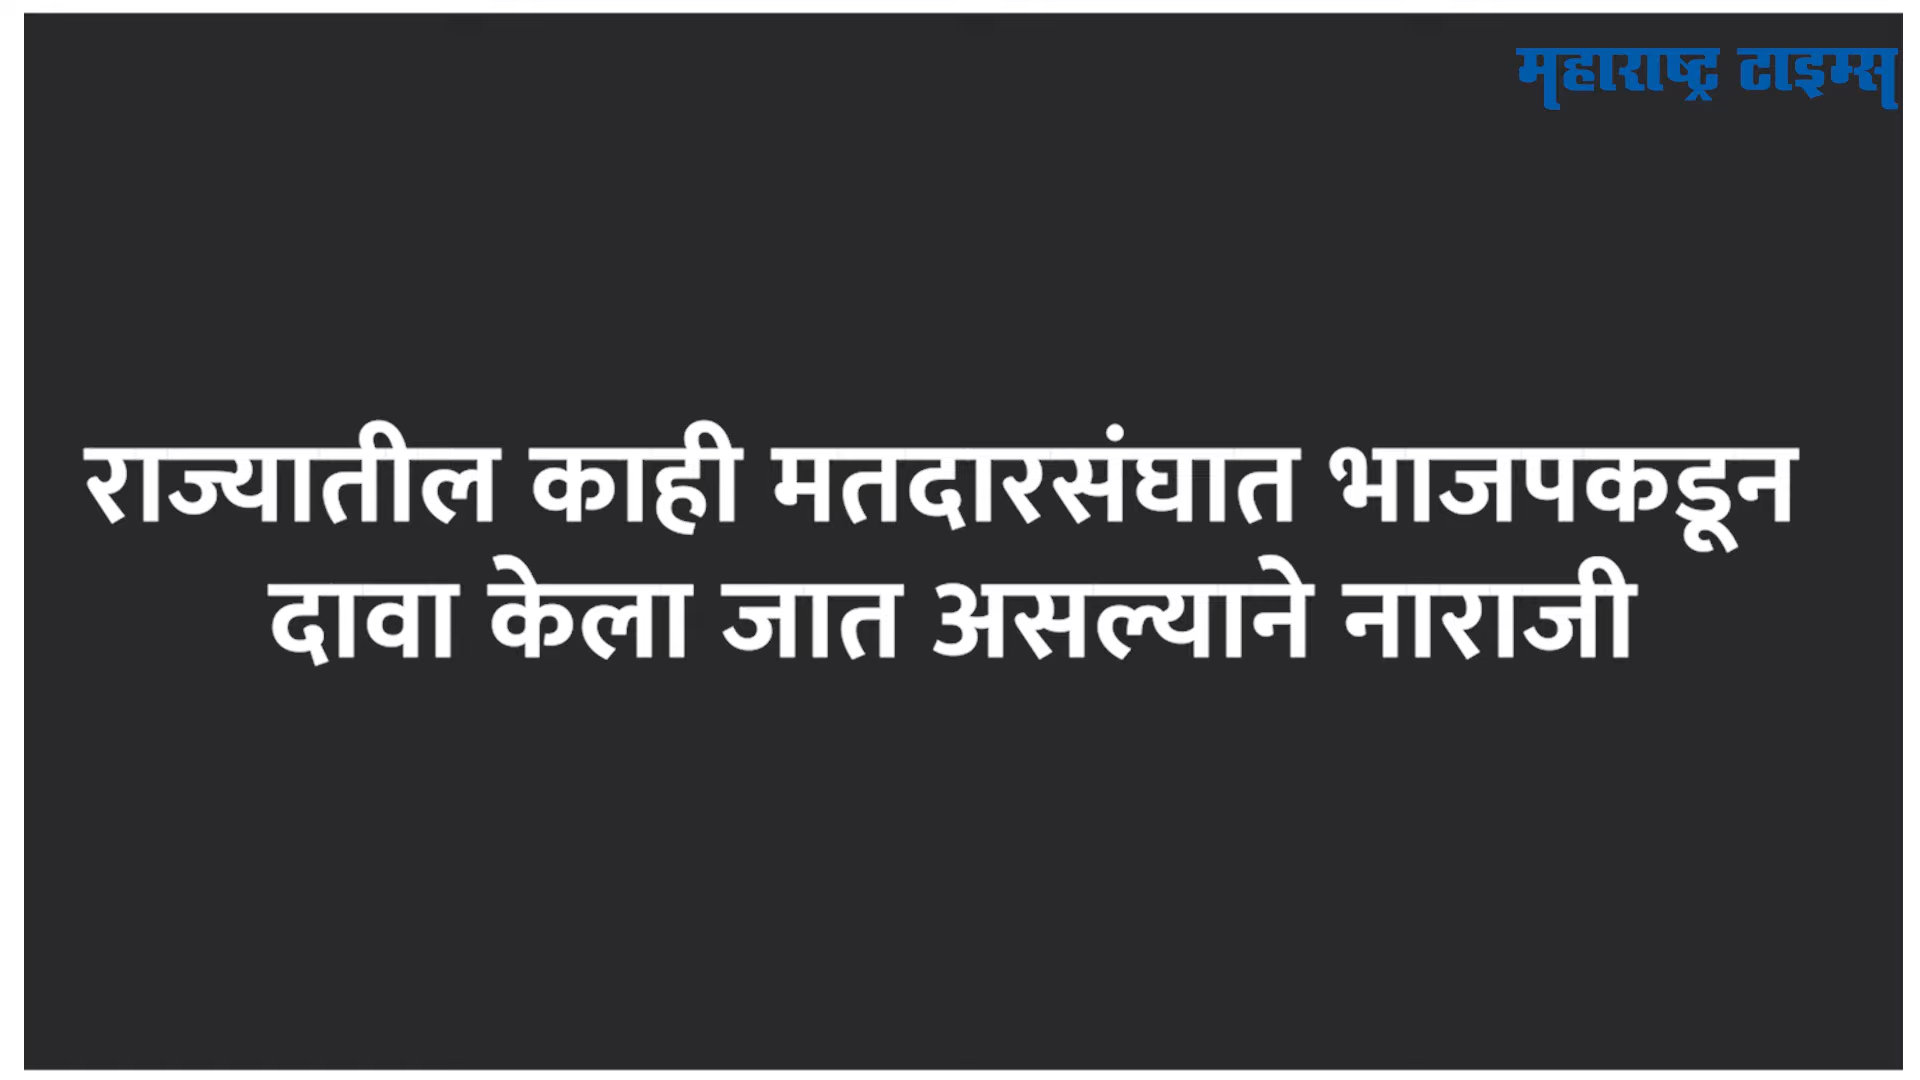 महाराष्ट्र टाइम्स
राज्यातील काही मतदारसंघात भाजपकडून
दावा केला जात असल्याने नाराजी